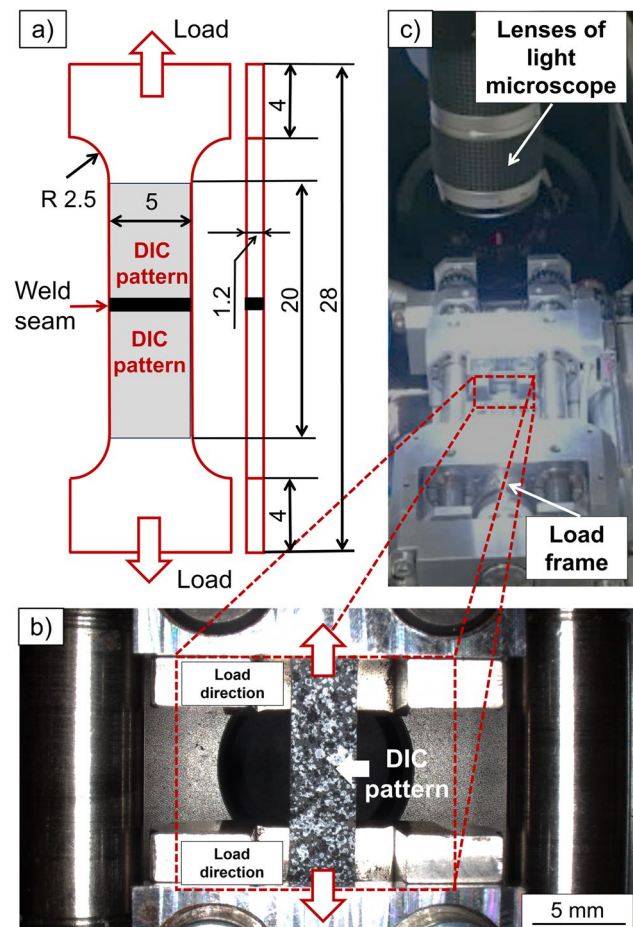 a)
Load
4
R 2.5
5
DIC
pattern
1.2
20
28
Weld
seam
DIC
pattern
4
Load
c)
Lenses of
light
microscope
Load
frame
b)
Load
direction
DIC
pattern
Load
direction
5 mm